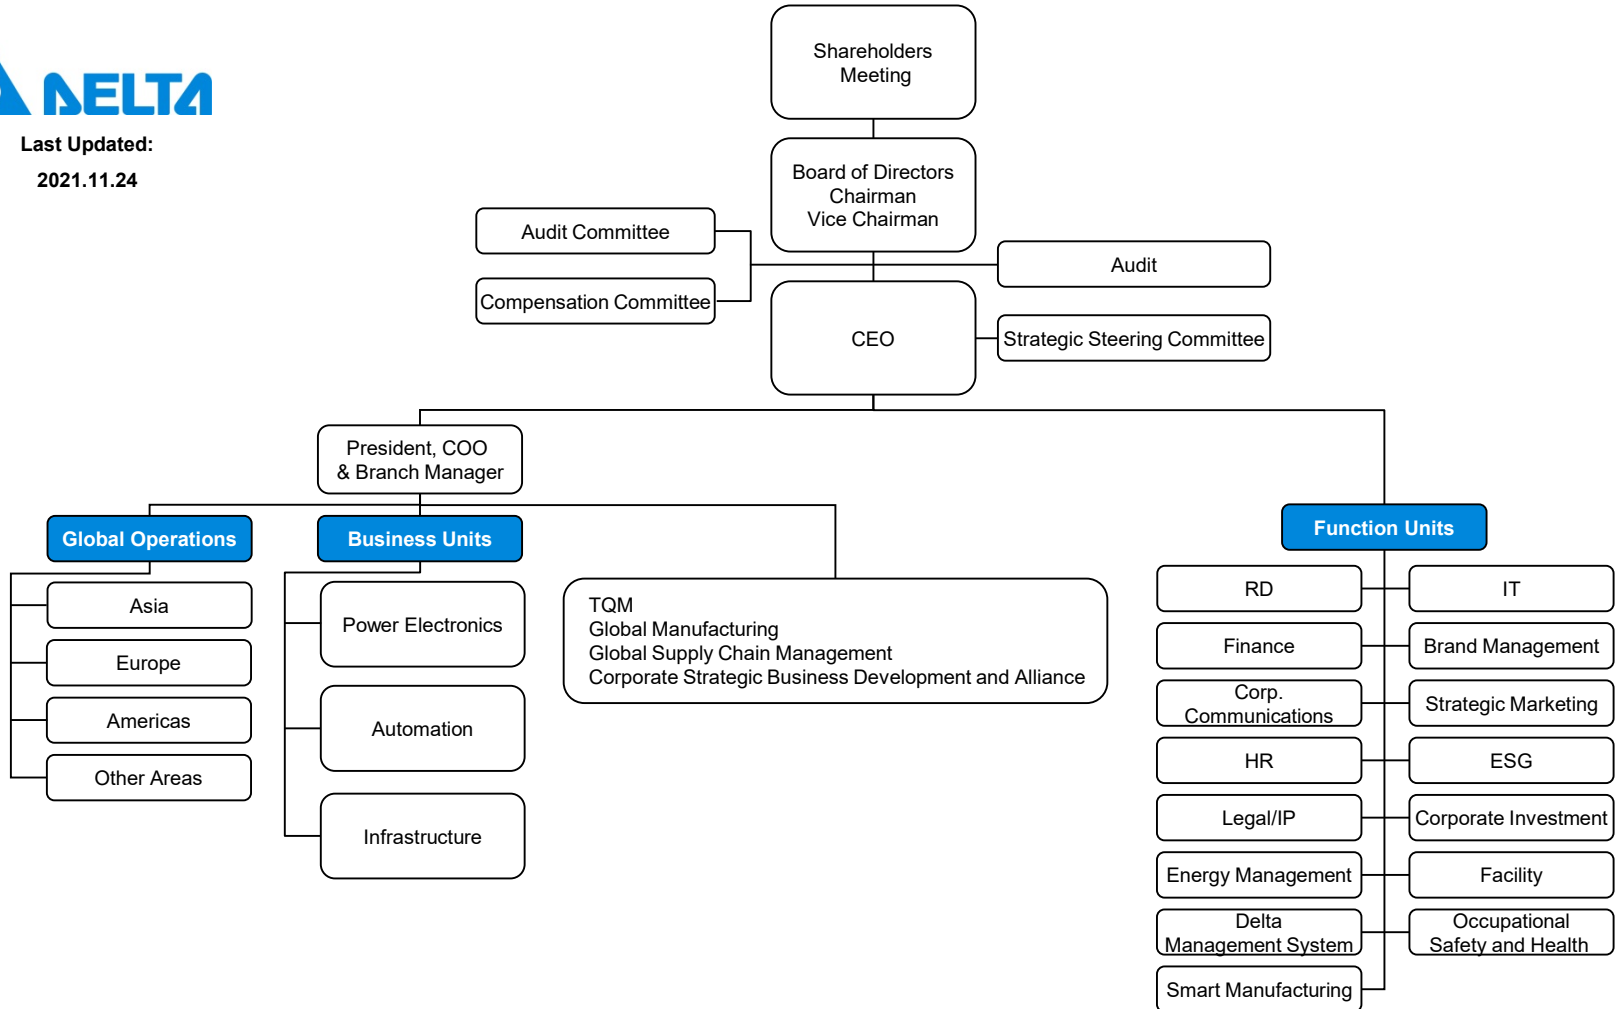 Shareholders
Meeting
DELTA
Last Updated:
2021.11.24
Board of Directors
Chairman
Vice Chairman
Audit Committee
Audit
Compensation Committee
CEO
Strategic Steering Committee
President, COO
& Branch Manager
Global Operations
Business Units
Function Units
Asia
Europe
Americas
Other Areas
Power Electronics
Automation
Infrastructure
TQM
Global Manufacturing
Global Supply Chain Management
Corporate Strategic Business Development and Alliance
RD
IT
Finance
Brand Management
Corp.
Communications
Strategic Marketing
HR
ESG
Legal/IP
Corporate Investment
Energy Management
Facility
Delta
Management System
Occupational
Safety and Health
Smart Manufacturing